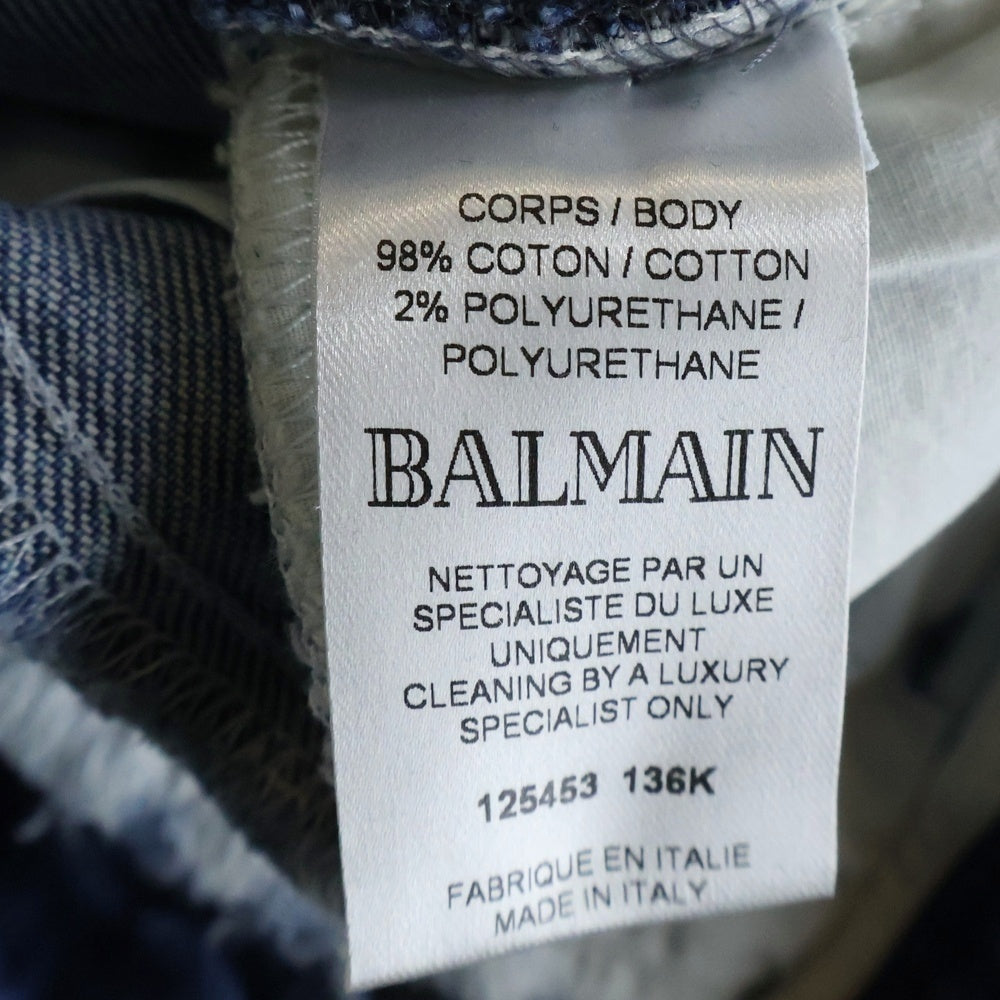 CORPS / BODY
98% COTON / COTTON
2% POLYURETHANE /
POLYURETHANE
BALMAIN
NETTOYAGE PAR UN
SPECIALISTE DU LUXE
UNIQUEMENT
CLEANING BY A LUXURY
SPECIALIST ONLY
125453 136K
FABRIQUE EN ITALIE
MADE IN ITALY